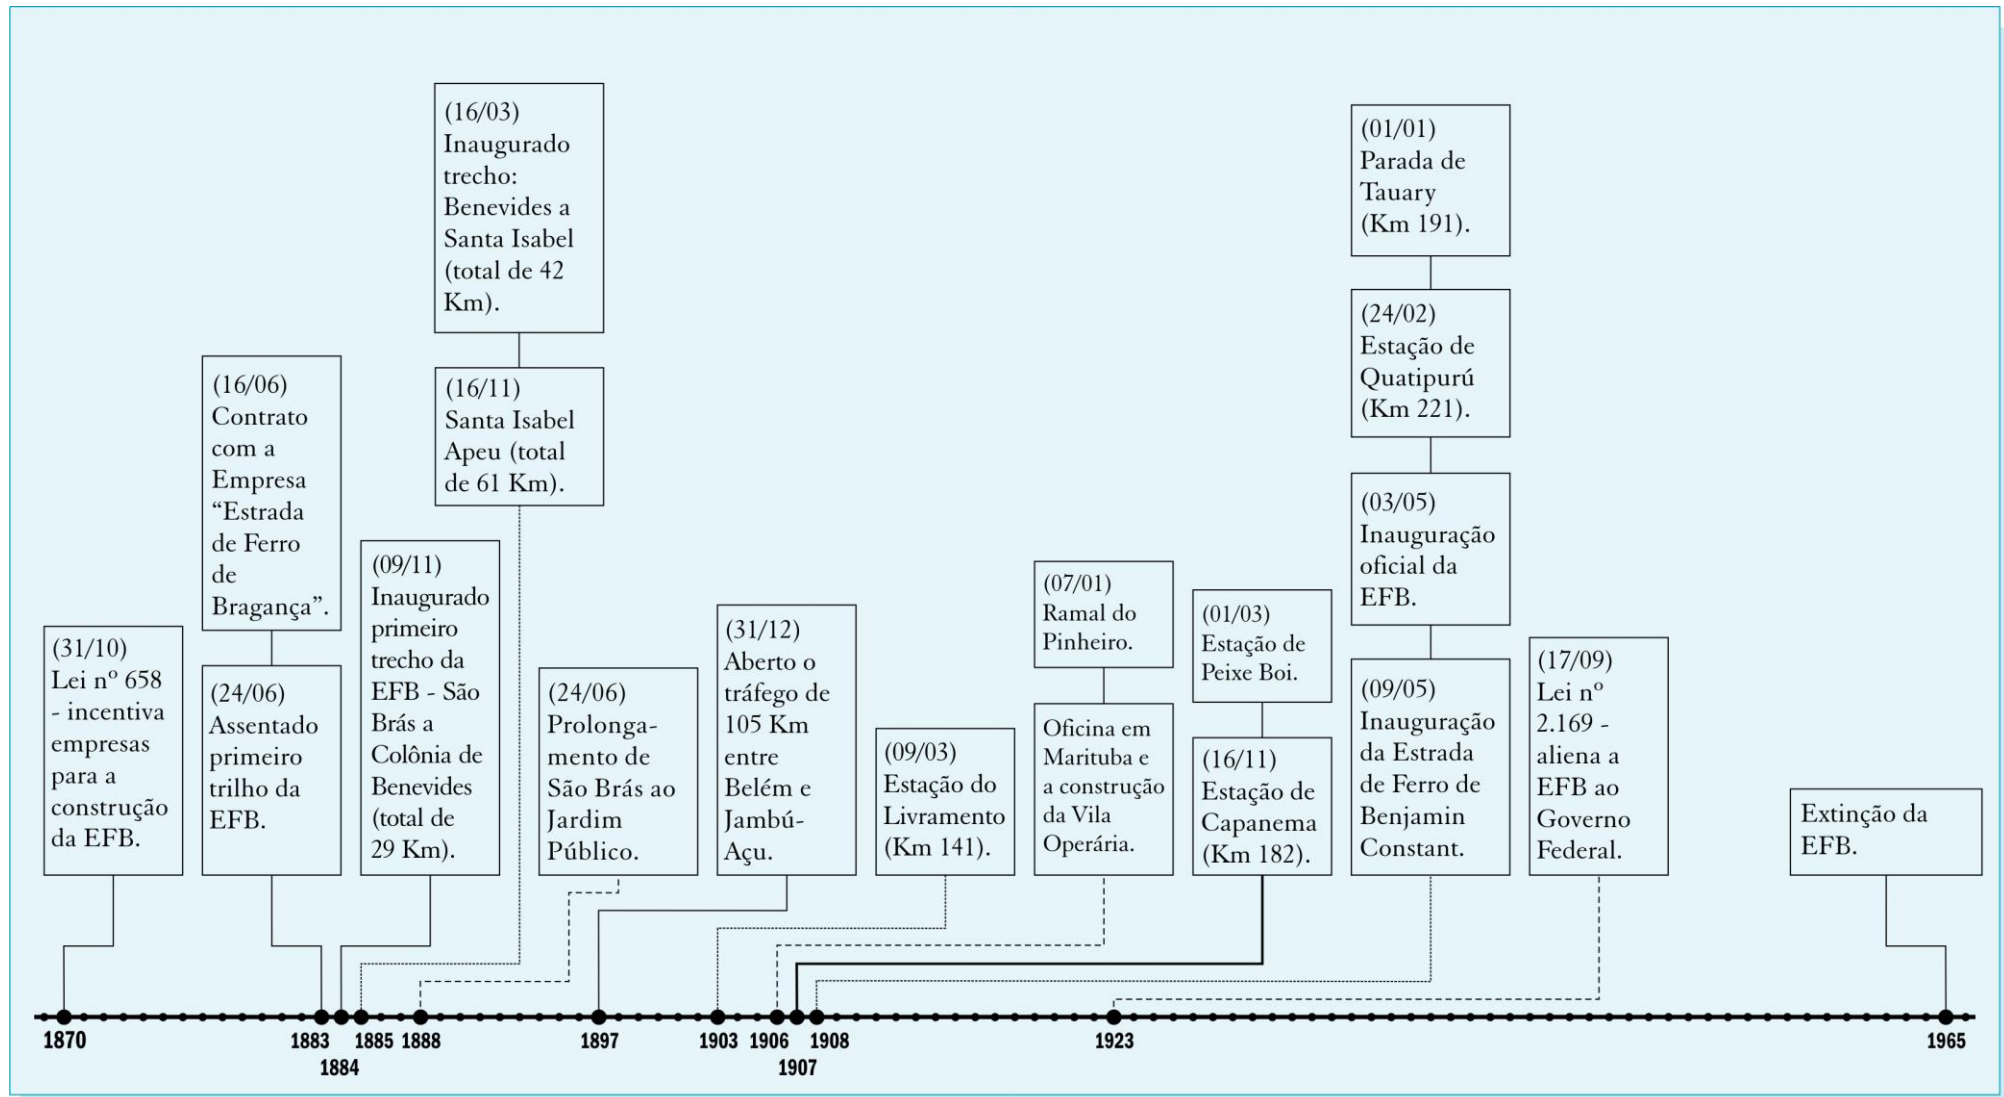 (31/10)
Lei nº 658
- incentiva
empresas
para a
construção
da EFB.
(16/06)
Contrato
com a
Empresa
“Estrada
de Ferro
de
Bragança”.
(24/06)
Assentado
primeiro
trilho da
EFB.
(09/11)
Inaugurado
primeiro
trecho da
EFB - São
Brás a
Colônia de
Benevides
(total de
29 Km).
(16/03)
Inaugurado
trecho:
Benevides a
Santa Isabel
(total de 42
Km).
(16/11)
Santa Isabel
Apeu (total
de 61 Km).
(24/06)
Prolonga-
mento de
São Brás ao
Jardim
Público.
(31/12)
Aberto o
tráfego de
105 Km
entre
Belém e
Jambú-
Açu.
(09/03)
Estação do
Livramento
(Km 141).
(07/01)
Ramal do
Pinheiro.
Oficina em
Marituba e
a construção
da Vila
Operária.
(01/03)
Estação de
Peixe Boi.
(16/11)
Estação de
Capanema
(Km 182).
(01/01)
Parada de
Tauary
(Km 191).
(24/02)
Estação de
Quatipurú
(Km 221).
(03/05)
Inauguração
oficial da
EFB.
(09/05)
Inauguração
da Estrada
de Ferro de
Benjamin
Constant.
(17/09)
Lei nº
2.169 -
aliena a
EFB ao
Governo
Federal.
Extinção da
EFB.
1870
1883
1884
1885
1888
1897
1903
1906
1907
1908
1923
1965